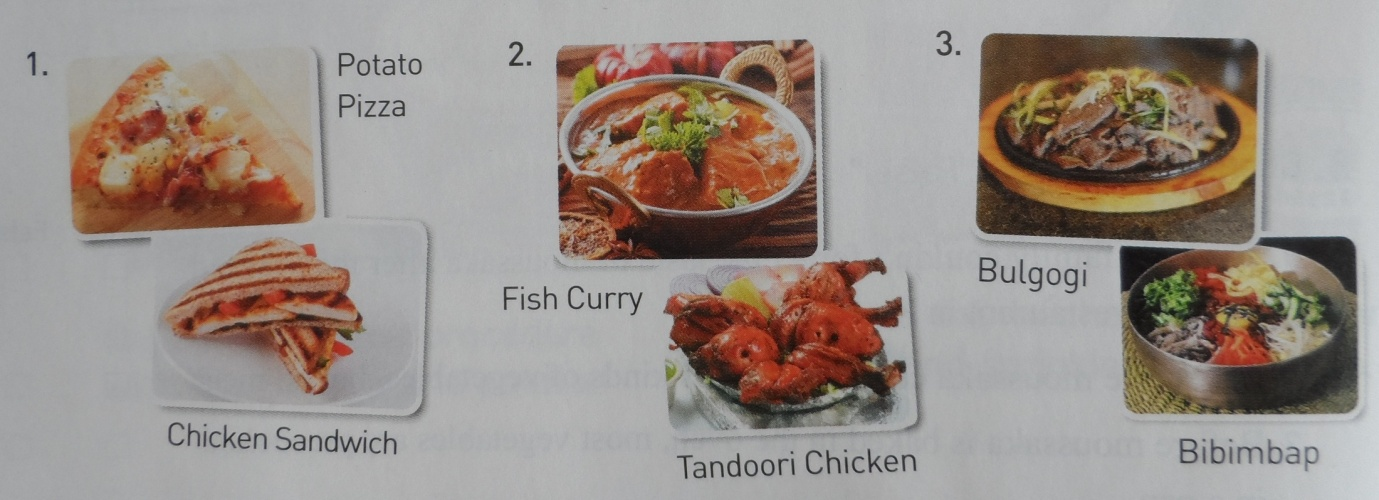 1.
Potato
Pizza
Chicken Sandwich
2.
Fish Curry
Tandoori Chicken
3.
Bulgogi
Bibimbap